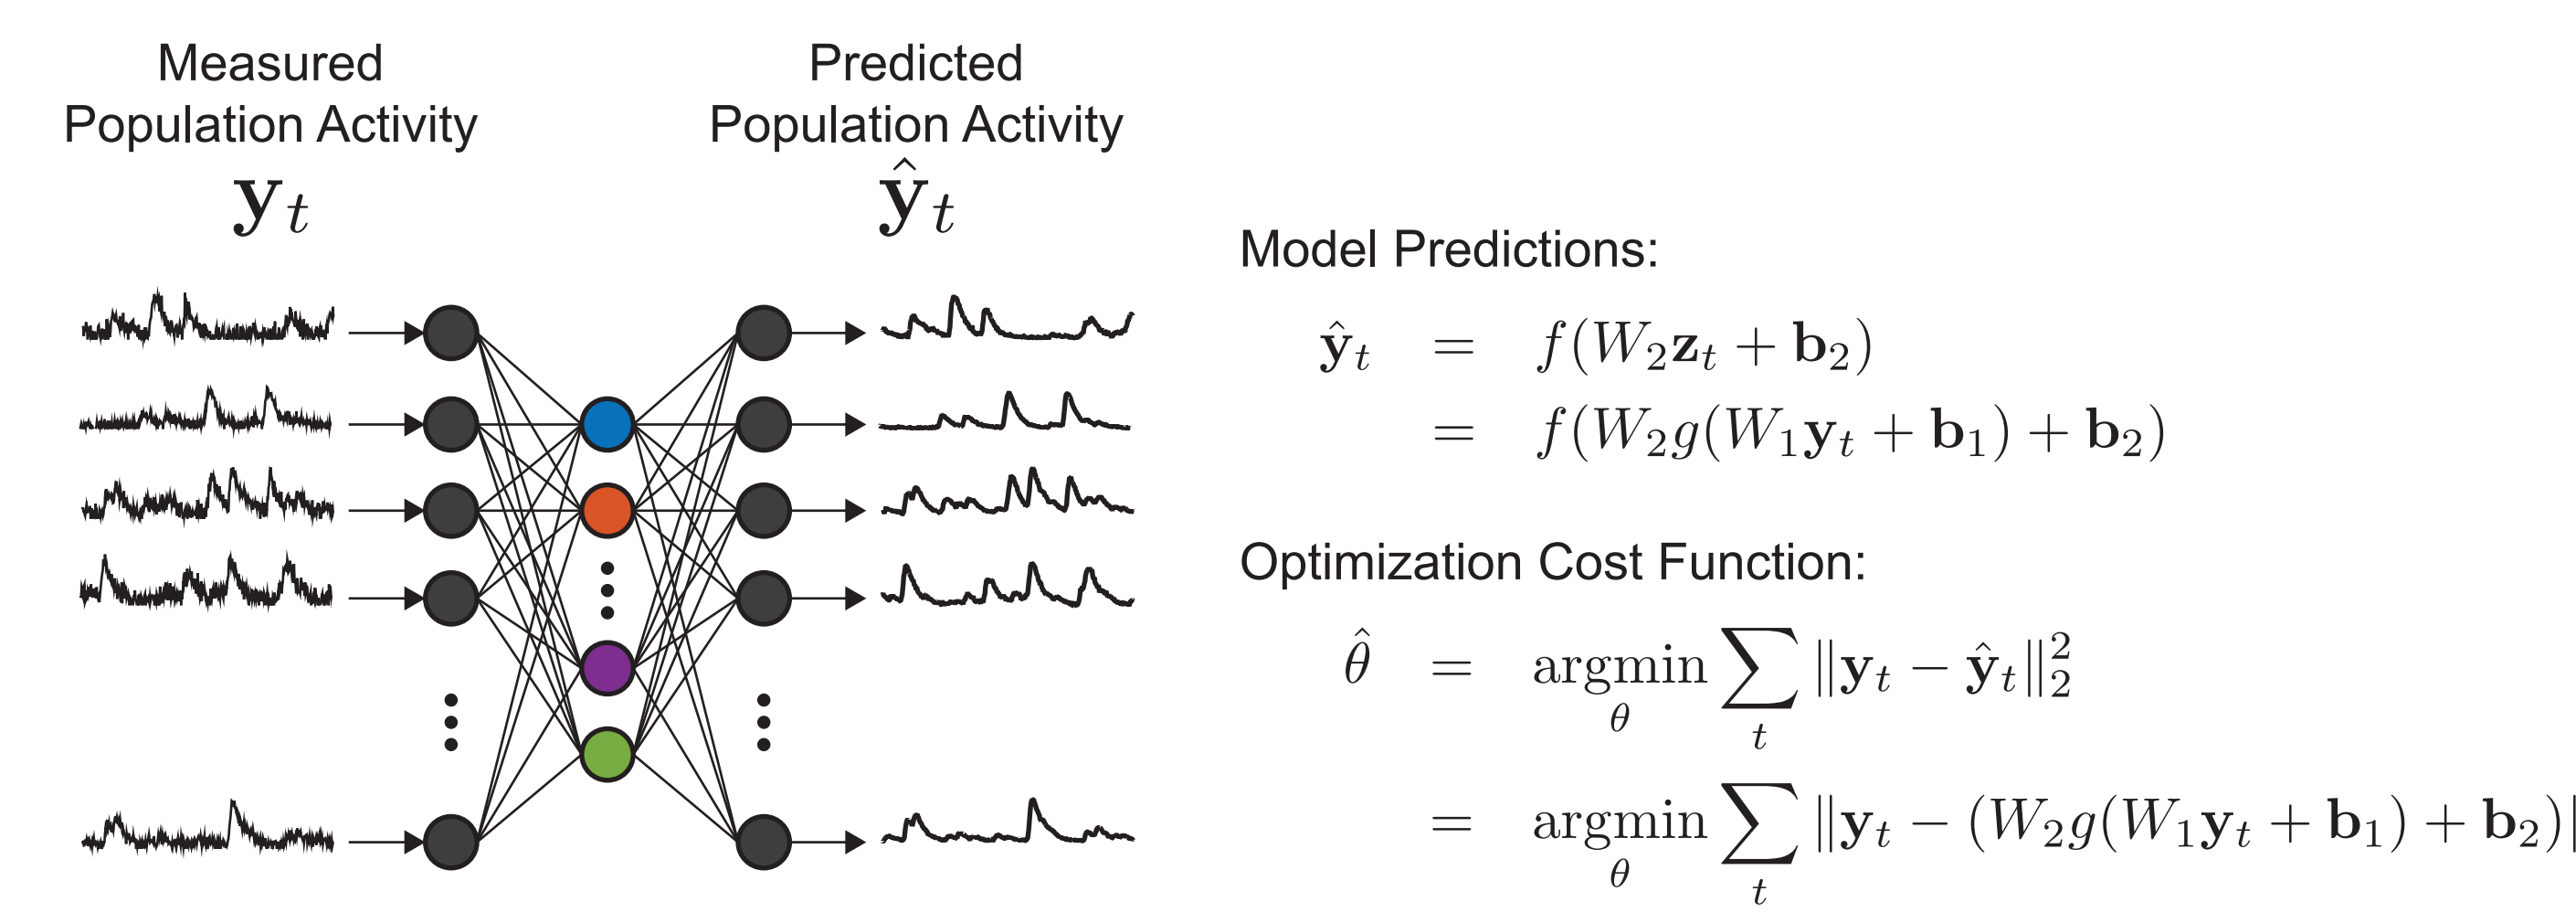 Measured
Population Activity
y_t
Predicted
Population Activity
ŷ_t
Model Predictions:
ŷ_t = f(W_2 z_t + b_2)
= f(W_2 g(W_1 y_t + b_1) + b_2)
Optimization Cost Function:
θ̂ = argmin_θ ∑_t ‖y_t − ŷ_t‖_2^2
= argmin_θ ∑_t ‖y_t − (W_2 g(W_1 y_t + b_1) + b_2)|